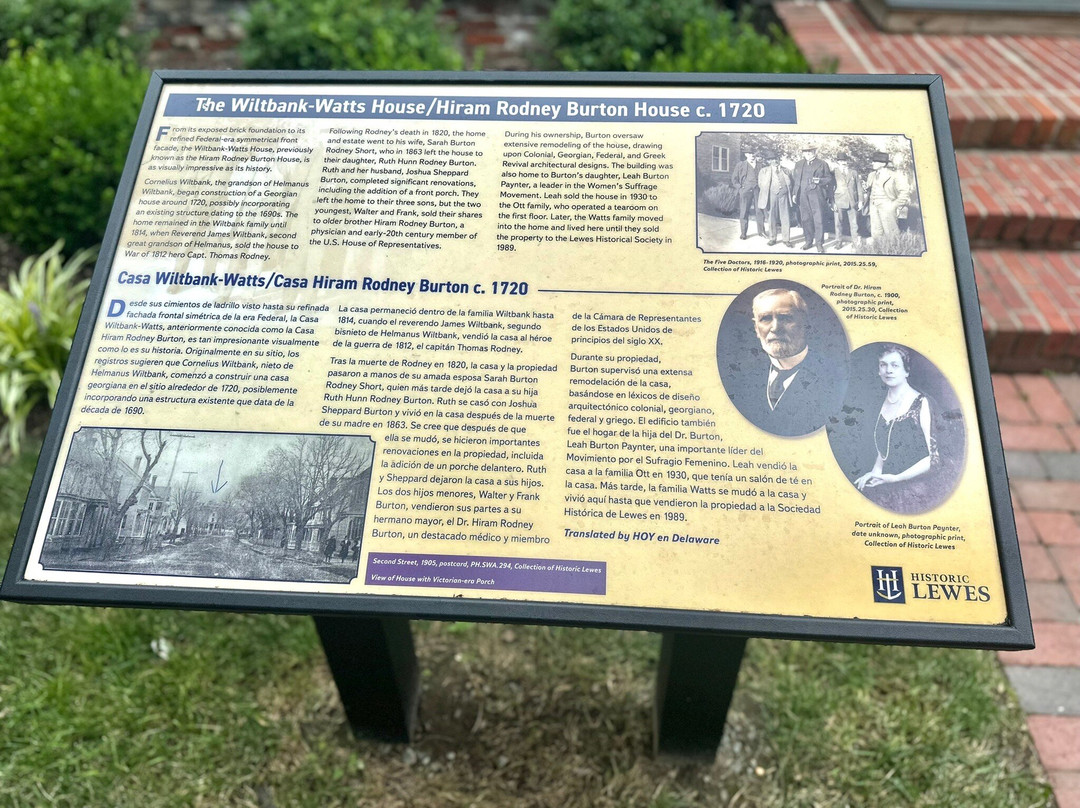 The Wiltbank-Watts House/Hiram Rodney Burton House c. 1720
From its exposed brick foundation to its
refined Federal-era symmetrical front
facade, the Wiltbank-Watts House, previously
known as the Hiram Rodney Burton House, is
as visually impressive as its history.
Cornelius Wiltbank, the grandson of Helmanus
Wiltbank, began construction of a Georgian
house around 1720, possibly incorporating
an existing structure dating to the 1690s. The
home remained in the Wiltbank family until
1814, when Reverend James Wiltbank, second
great grandson of Helmanus, sold the house to
War of 1812 hero Capt. Thomas Rodney.
Following Rodney's death in 1820, the home
and estate went to his wife, Sarah Burton
Rodney Short, who in 1863 left the house to
their daughter, Ruth Hunn Rodney Burton.
Ruth and her husband, Joshua Sheppard
Burton, completed significant renovations,
including the addition of a front porch. They
left the home to their three sons, but the two
youngest, Walter and Frank, sold their shares
to older brother Hiram Rodney Burton, a
physician and early-20th century member of
the U.S. House of Representatives.
During his ownership, Burton oversaw
extensive remodeling of the house, drawing
upon Colonial, Georgian, Federal, and Greek
Revival architectural designs. The building was
also home to Burton's daughter, Leah Burton
Paynter, a leader in the Women's Suffrage
Movement. Leah sold the house in 1930 to
the Ott family, who operated a tearoom on
the first floor. Later, the Watts family moved
into the home and lived here until they sold
the property to the Lewes Historical Society in
1989.
The Five Doctors, 1916-1920, photographic print, 2015.25.59,
Collection of Historic Lewes
Casa Wiltbank-Watts/Casa Hiram Rodney Burton c. 1720
Desde sus cimientos de ladrillo visto hasta su refinada
fachada frontal simétrica de la era Federal, la Casa
Wiltbank-Watts, anteriormente conocida como la Casa
Hiram Rodney Burton, es tan impresionante visualmente
como lo es su historia. Originalmente en su sitio, los
registros sugieren que Cornelius Wiltbank, nieto de
Helmanus Wiltbank, comenzó a construir una casa
georgiana en el sitio alrededor de 1720, posiblemente
incorporando una estructura existente que data de la
década de 1690.
La casa permaneció dentro de la familia Wiltbank hasta
1814, cuando el reverendo James Wiltbank, segundo
bisnieto de Helmanus Wiltbank, vendió la casa al héroe
de la guerra de 1812, el capitán Thomas Rodney.
Tras la muerte de Rodney en 1820, la casa y la propiedad
pasaron a manos de su amada esposa Sarah Burton
Rodney Short, quien más tarde dejó la casa a su hija
Ruth Hunn Rodney Burton. Ruth se casó con Joshua
Sheppard Burton y vivió en la casa después de la muerte
de su madre en 1863. Se cree que después de que
ella se mudó, se hicieron importantes
renovaciones en la propiedad, incluida
la adición de un porche delantero. Ruth
y Sheppard dejaron la casa a sus hijos.
Los dos hijos menores, Walter y Frank
Burton, vendieron sus partes a su
hermano mayor, el Dr. Hiram Rodney
Burton, un destacado médico y miembro
de la Cámara de Representantes
de los Estados Unidos de
principios del siglo XX.
Durante su propiedad,
Burton supervisó una extensa
remodelación de la casa,
basándose en léxicos de diseño
arquitectónico colonial, georgiano,
federal y griego. El edificio también
fue el hogar de la hija del Dr. Burton,
Leah Burton Paynter, una importante líder del
Movimiento por el Sufragio Femenino. Leah vendió la
casa a la familia Ott en 1930, que tenía un salón de té en
la casa. Más tarde, la familia Watts se mudó a la casa y
vivió aquí hasta que vendieron la propiedad a la Sociedad
Histórica de Lewes en 1989.
Translated by HOY en Delaware
Portrait of Dr. Hiram
Rodney Burton, c. 1900,
photographic print,
2015.25.30, Collection
of Historic Lewes
Portrait of Leah Burton Paynter,
date unknown, photographic print,
Collection of Historic Lewes
Second Street, 1905, postcard, PH.SWA.294, Collection of Historic Lewes
View of House with Victorian-era Porch
HISTORIC
LEWES